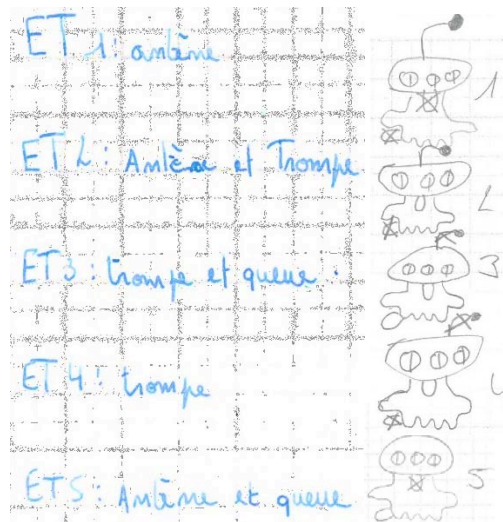 ET 1 : antène
1
ET 2 : Antène et Trompe
2
ET 3 : trompe et queue .
3
ET 4 : trompe
ET 5 : Antène et queue
5